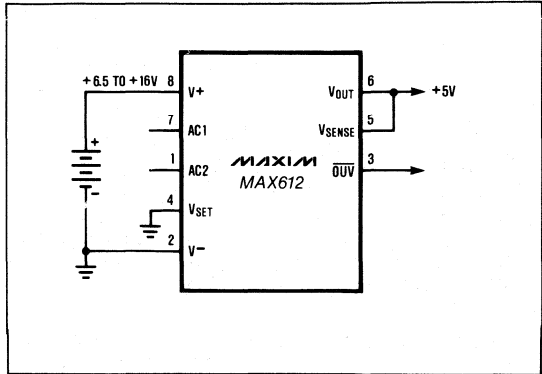 +6.5 TO +16V 8 V+
7 AC1
1 AC2
4 VSET
2 V−
MAXIM
MAX612
VOUT 6 +5V
VSENSE 5
OUV 3
+
−